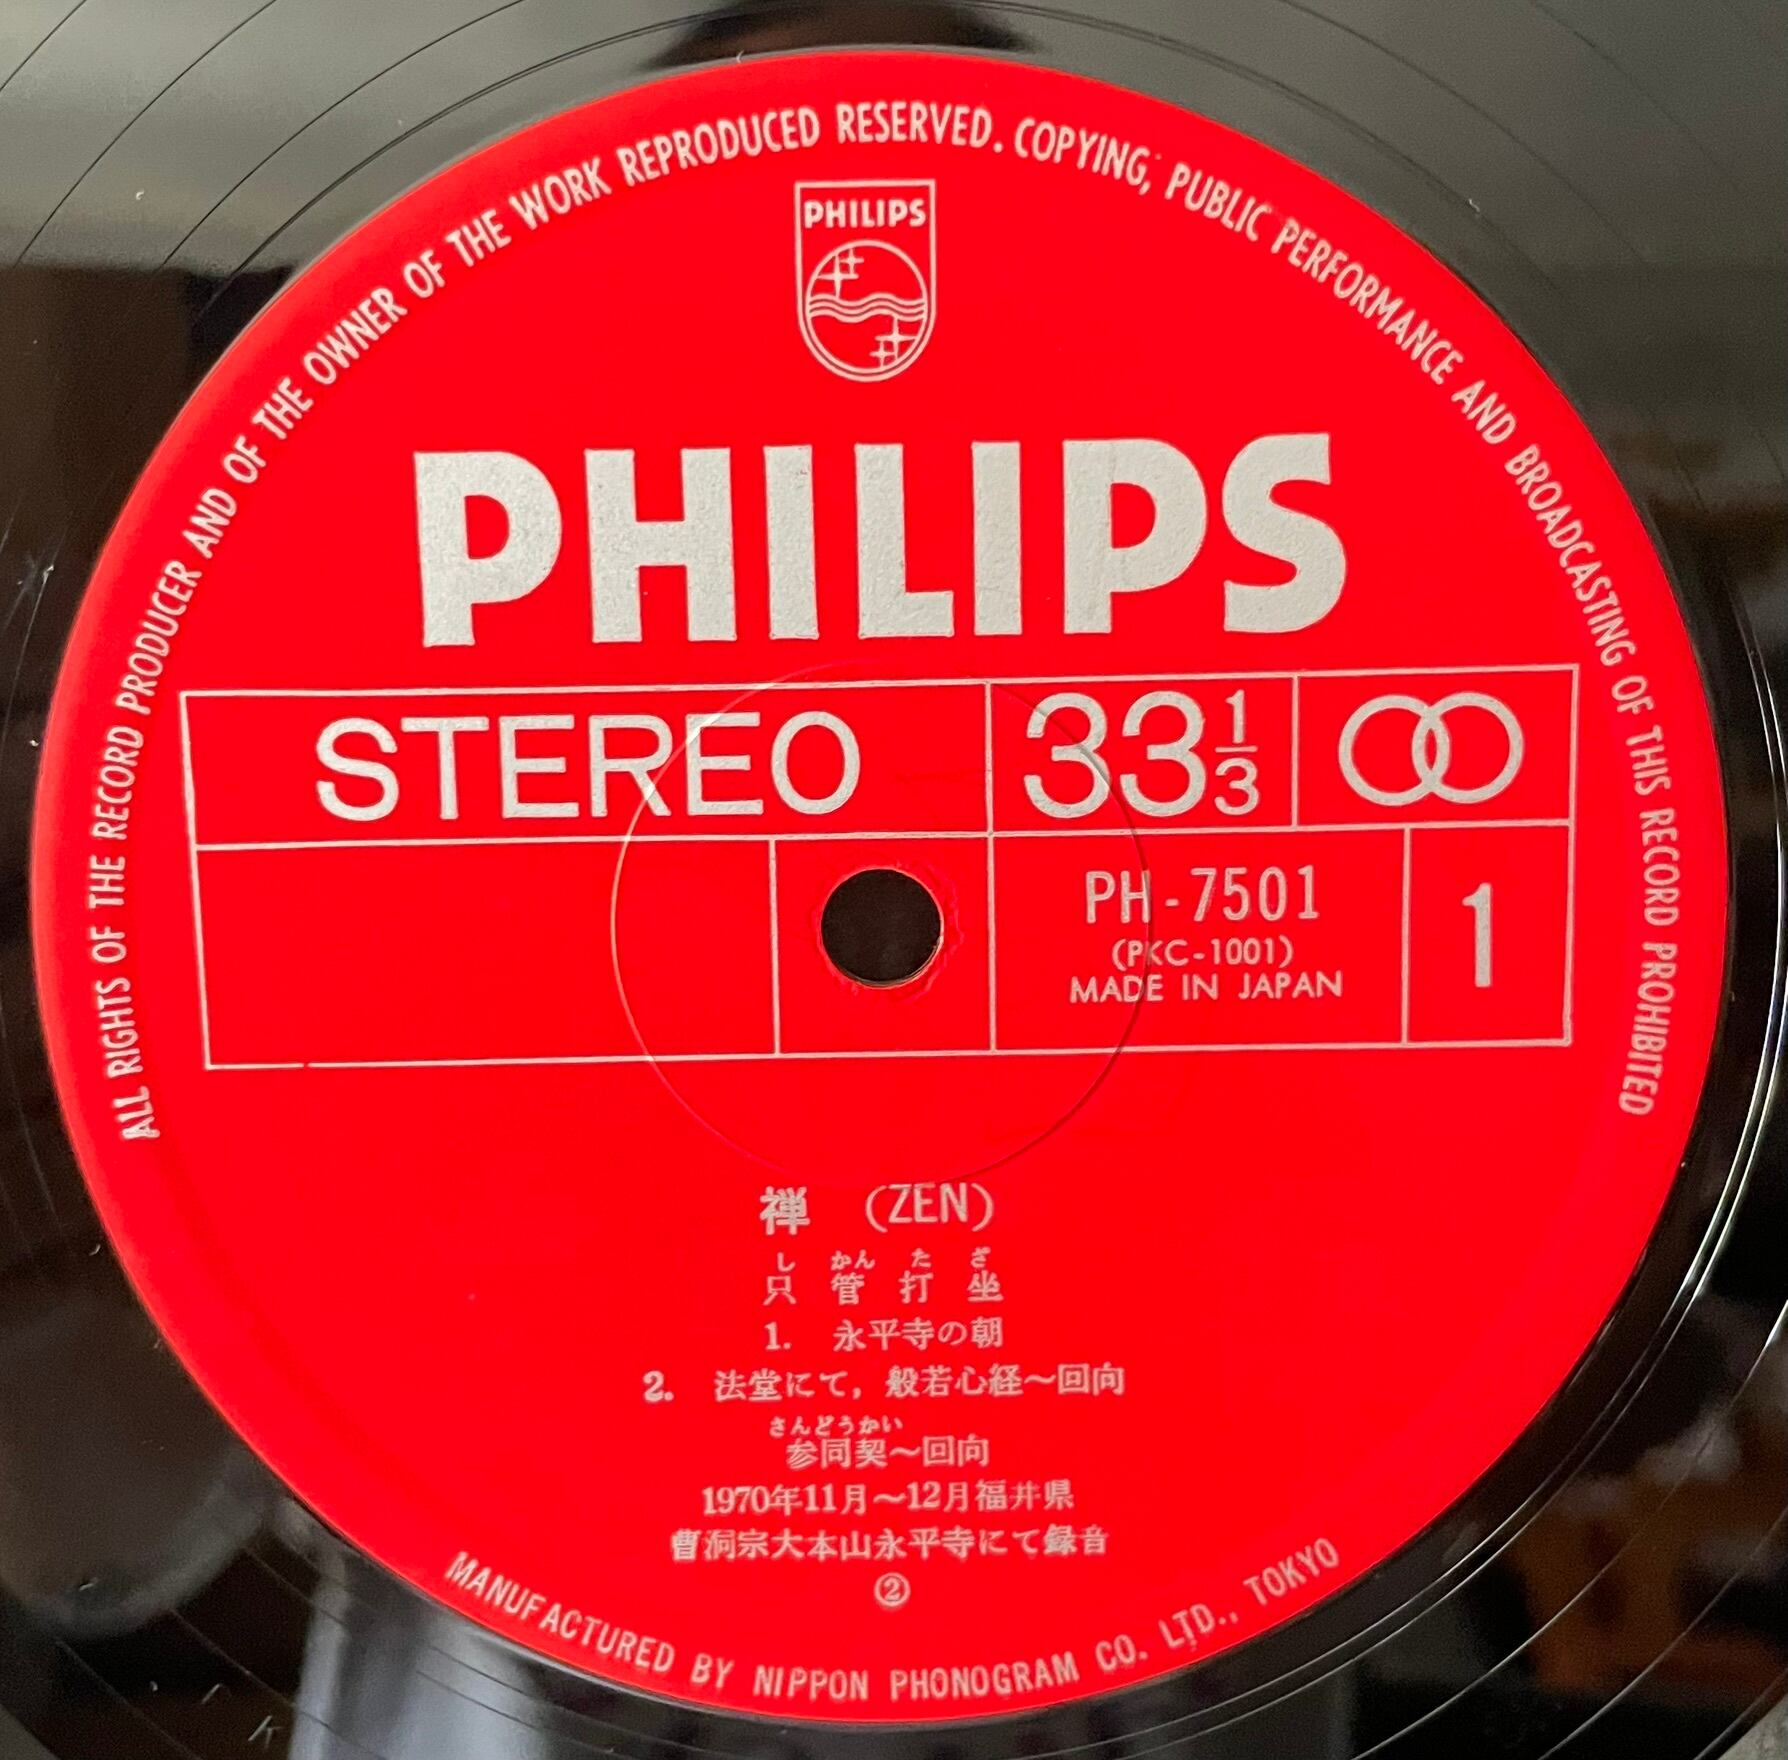 ALL RIGHTS OF THE RECORD PRODUCER AND OF THE OWNER OF THE WORK REPRODUCED RESERVED. COPYING, PUBLIC PERFORMANCE AND BROADCASTING OF THIS RECORD PROHIBITED
PHILIPS
PHILIPS
STEREO 33 1/3
PH-7501 1
(PKC-1001)
MADE IN JAPAN
禅 (ZEN)
し かん た ざ
只 管 打 坐
1. 永平寺の朝
2. 法堂にて，般若心経〜回向
さんどうかい
参同契〜回向
1970年11月〜12月福井県
曹洞宗大本山永平寺にて録音
②
MANUFACTURED BY NIPPON PHONOGRAM CO. LTD., TOKYO